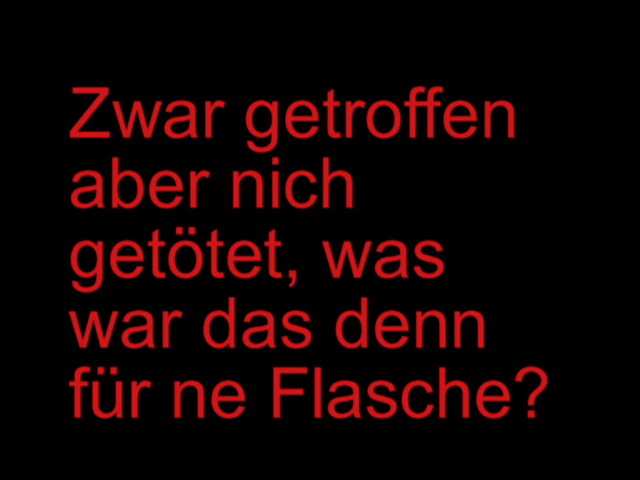 Zwar getroffen
aber nich
getötet, was
war das denn
für ne Flasche?